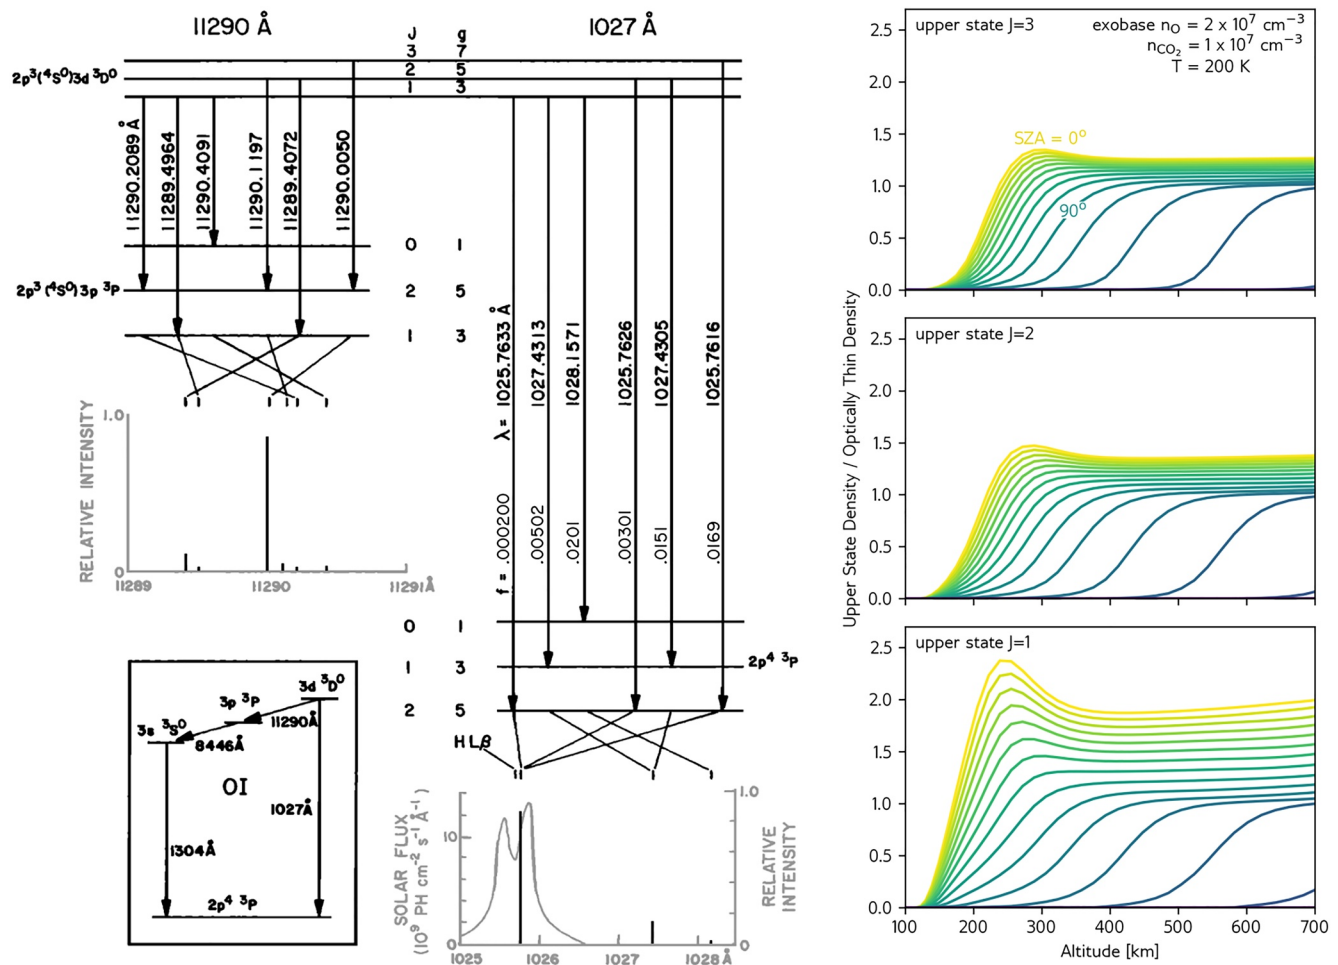 11290 Å
1027 Å
J g
3 7
2p³(⁴S⁰)3d ³D⁰ 2 5
1 3
11290.2089 Å
11289.4964
11290.4091
11290.1197
11289.4072
11290.0050
0 1
2p³(⁴S⁰)3p ³P 2 5
1 3
λ = 1025.7633 Å
1027.4313
1028.1571
1025.7626
1027.4305
1025.7616
f = .000200
.00502
.0201
.00301
.0151
.0169
RELATIVE INTENSITY
1.0
0
11289 11290 11291Å
0 1
1 3 2p⁴ ³P
2 5
H Lβ
3d ³D⁰
3p ³P
11290Å
3s ³S⁰
8446Å
OI
1027Å
1304Å
2p⁴ ³P
SOLAR FLUX
(10⁹ PH cm⁻² s⁻¹ Å⁻¹)
10
0
1.0
0
RELATIVE
INTENSITY
1025 1026 1027 1028Å
upper state J=3
exobase nO = 2 x 10⁷ cm⁻³
nCO₂ = 1 x 10⁷ cm⁻³
T = 200 K
SZA = 0⁰
90⁰
2.5
2.0
1.5
1.0
0.5
0.0
upper state J=2
2.5
2.0
1.5
1.0
0.5
0.0
Upper State Density / Optically Thin Density
upper state J=1
2.5
2.0
1.5
1.0
0.5
0.0
100 200 300 400 500 600 700
Altitude [km]